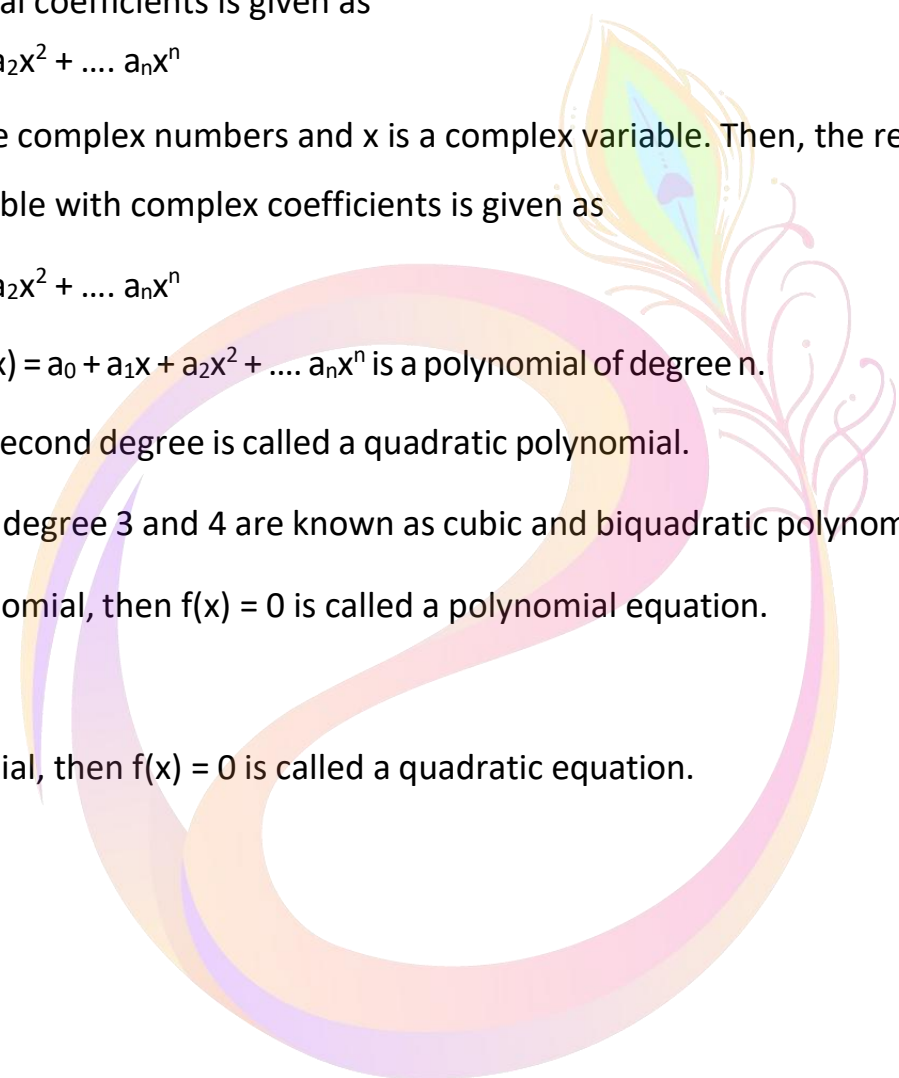 al coefficients is given as
a₂x² + .... aₙxⁿ
e complex numbers and x is a complex variable. Then, the re
ble with complex coefficients is given as
a₂x² + .... aₙxⁿ
x) = a₀ + a₁x + a₂x² + .... aₙxⁿ is a polynomial of degree n.
econd degree is called a quadratic polynomial.
degree 3 and 4 are known as cubic and biquadratic polynom
omial, then f(x) = 0 is called a polynomial equation.
ial, then f(x) = 0 is called a quadratic equation.